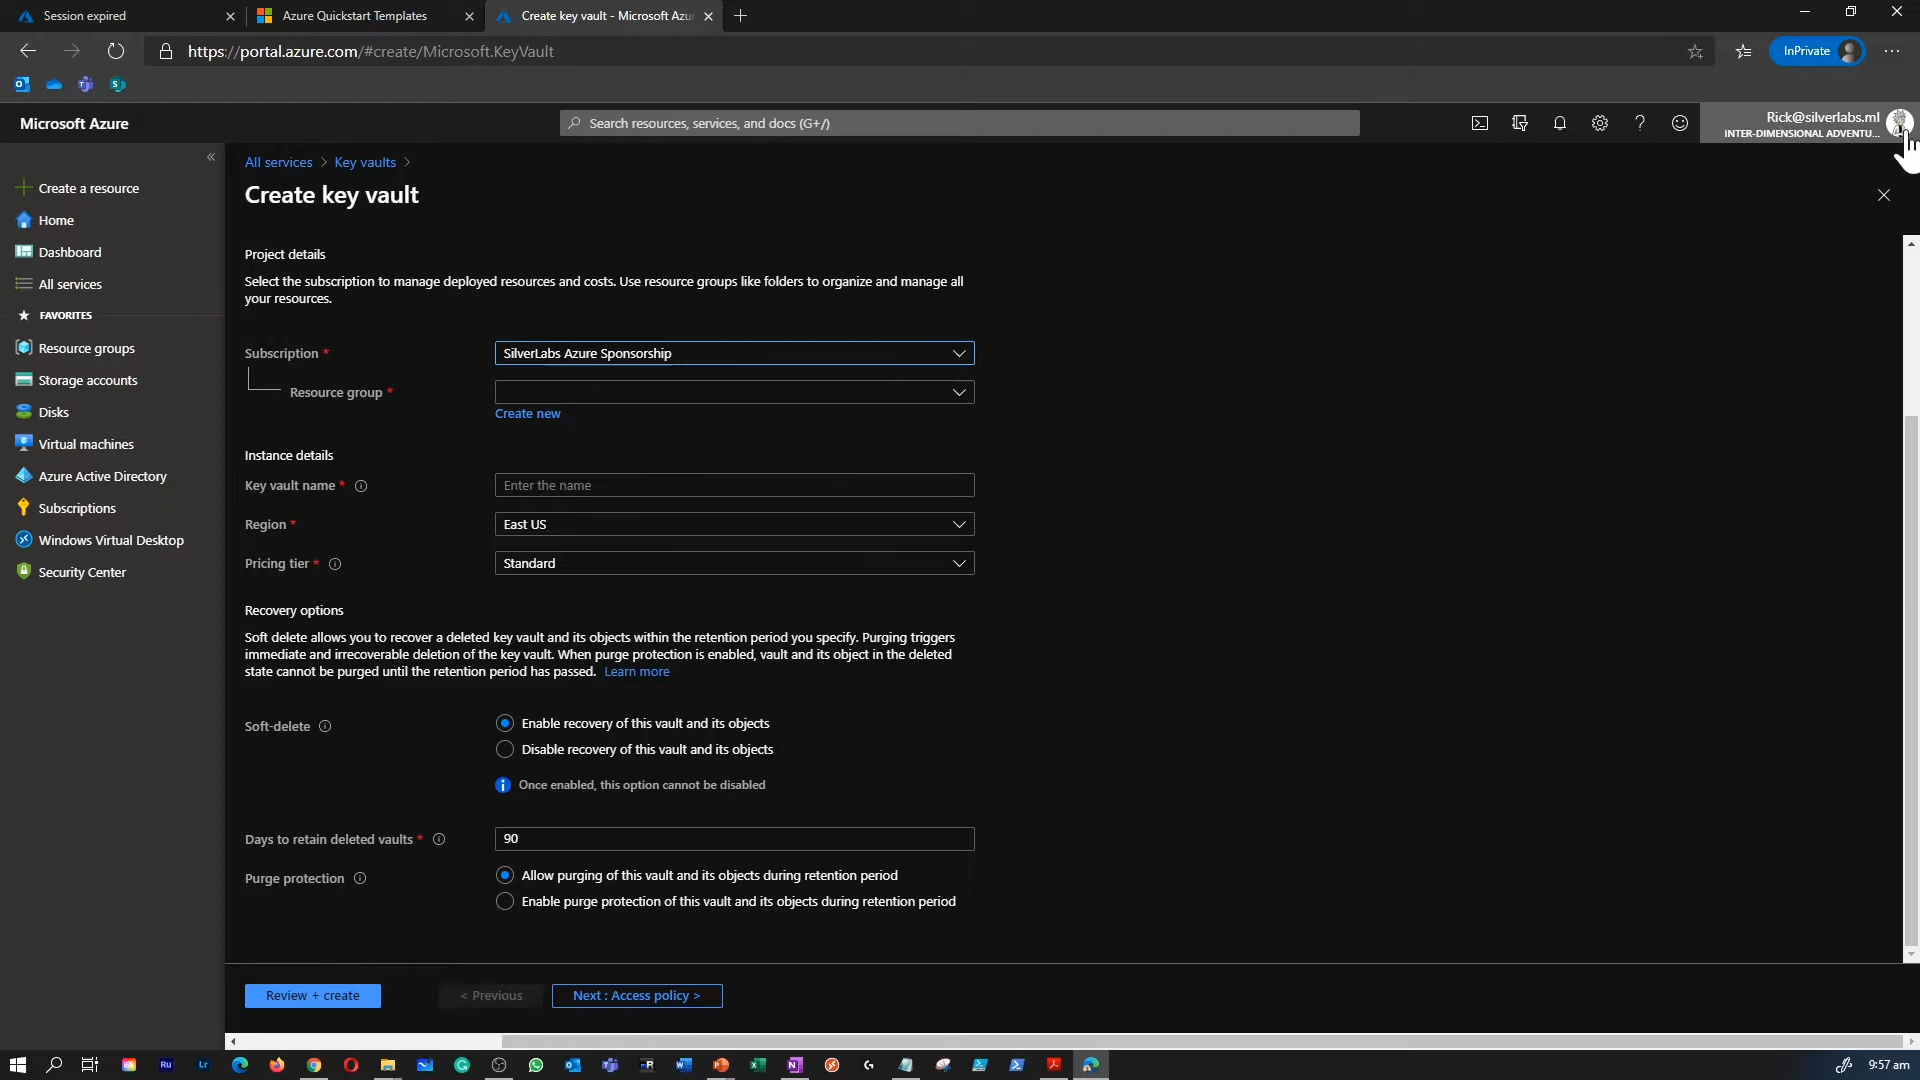 Session expired
Azure Quickstart Templates
Create key vault - Microsoft Azu
https://portal.azure.com/#create/Microsoft.KeyVault
InPrivate
Microsoft Azure
Search resources, services, and docs (G+/)
Rick@silverlabs.ml
INTER-DIMENSIONAL ADVENTU...
All services > Key vaults >
Create key vault
Create a resource
Home
Dashboard
All services
FAVORITES
Resource groups
Storage accounts
Disks
Virtual machines
Azure Active Directory
Subscriptions
Windows Virtual Desktop
Security Center
Project details
Select the subscription to manage deployed resources and costs. Use resource groups like folders to organize and manage all
your resources.
Subscription * SilverLabs Azure Sponsorship
Resource group *
Create new
Instance details
Key vault name * Enter the name
Region * East US
Pricing tier * Standard
Recovery options
Soft delete allows you to recover a deleted key vault and its objects within the retention period you specify. Purging triggers
immediate and irrecoverable deletion of the key vault. When purge protection is enabled, vault and its object in the deleted
state cannot be purged until the retention period has passed. Learn more
Soft-delete
Enable recovery of this vault and its objects
Disable recovery of this vault and its objects
Once enabled, this option cannot be disabled
Days to retain deleted vaults * 90
Purge protection
Allow purging of this vault and its objects during retention period
Enable purge protection of this vault and its objects during retention period
Review + create
< Previous
Next : Access policy >
Ru
Lr
9:57 am